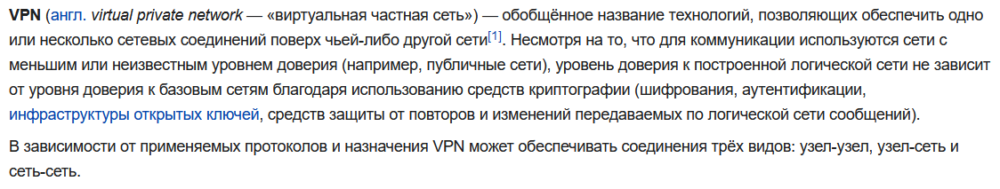 VPN (англ. virtual private network — «виртуальная частная сеть») — обобщённое название технологий, позволяющих обеспечить одно
или несколько сетевых соединений поверх чьей-либо другой сети[1]. Несмотря на то, что для коммуникации используются сети с
меньшим или неизвестным уровнем доверия (например, публичные сети), уровень доверия к построенной логической сети не зависит
от уровня доверия к базовым сетям благодаря использованию средств криптографии (шифрования, аутентификации,
инфраструктуры открытых ключей, средств защиты от повторов и изменений передаваемых по логической сети сообщений).
В зависимости от применяемых протоколов и назначения VPN может обеспечивать соединения трёх видов: узел-узел, узел-сеть и
сеть-сеть.